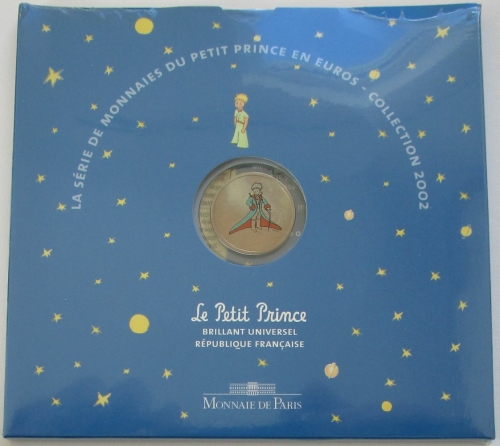 LA SÉRIE DE MONNAIES DU PETIT PRINCE EN EUROS - COLLECTION 2002
Le Petit Prince
BRILLANT UNIVERSEL
RÉPUBLIQUE FRANÇAISE
MONNAIE DE PARIS